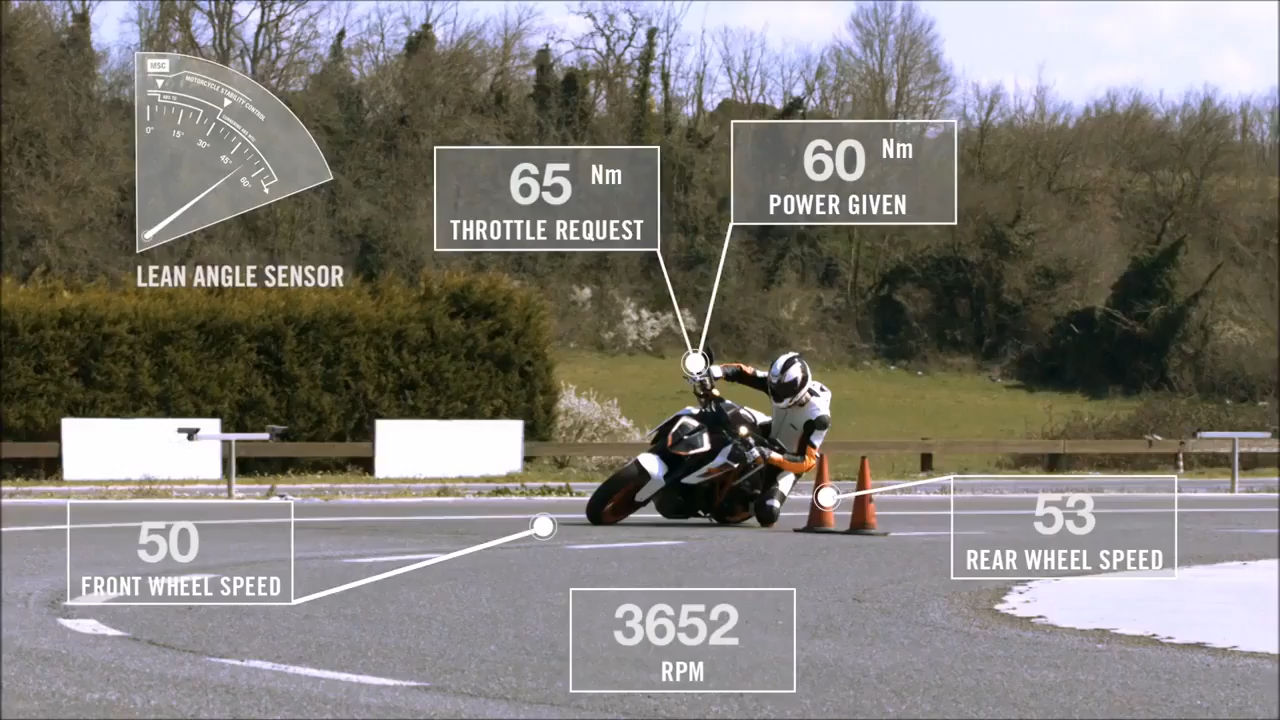 MSC
MOTORCYCLE STABILITY CONTROL
0°
15°
30°
45°
60°
LEAN ANGLE SENSOR
65 Nm
THROTTLE REQUEST
60 Nm
POWER GIVEN
50
FRONT WHEEL SPEED
53
REAR WHEEL SPEED
3652
RPM